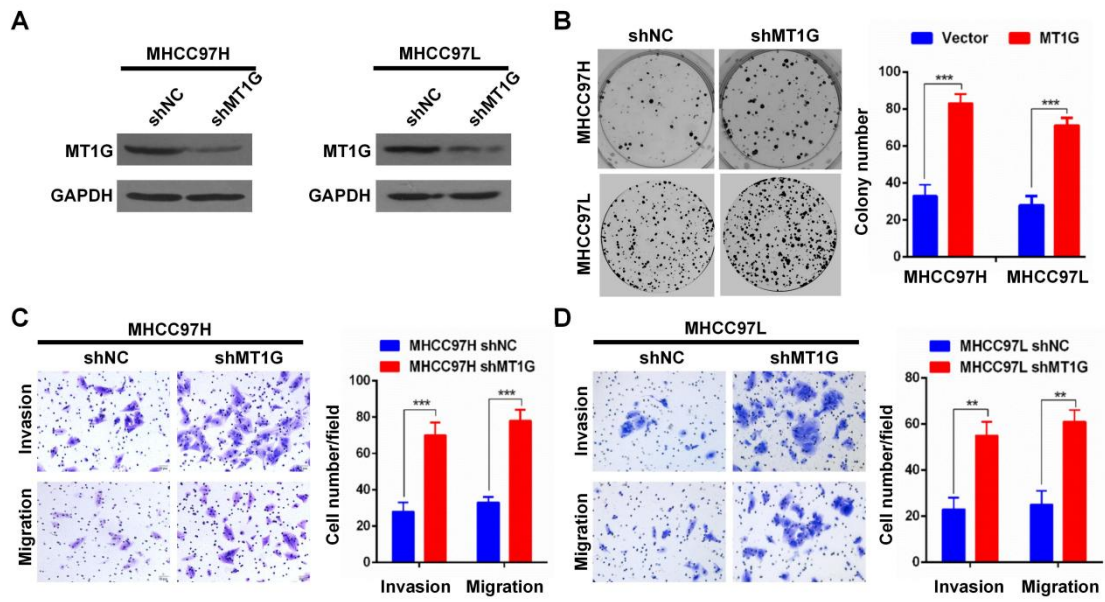 A
MHCC97H
shNC
shMT1G
MT1G
GAPDH
MHCC97L
shNC
shMT1G
MT1G
GAPDH
B
shNC
shMT1G
MHCC97H
MHCC97L
Vector
MT1G
Colony number
100
80
60
40
20
0
***
***
MHCC97H
MHCC97L
C
MHCC97H
shNC
shMT1G
Invasion
Migration
MHCC97H shNC
MHCC97H shMT1G
Cell number/field
100
80
60
40
20
0
***
***
Invasion
Migration
D
MHCC97L
shNC
shMT1G
Invasion
Migration
MHCC97L shNC
MHCC97L shMT1G
Cell number/field
80
60
40
20
0
**
**
Invasion
Migration